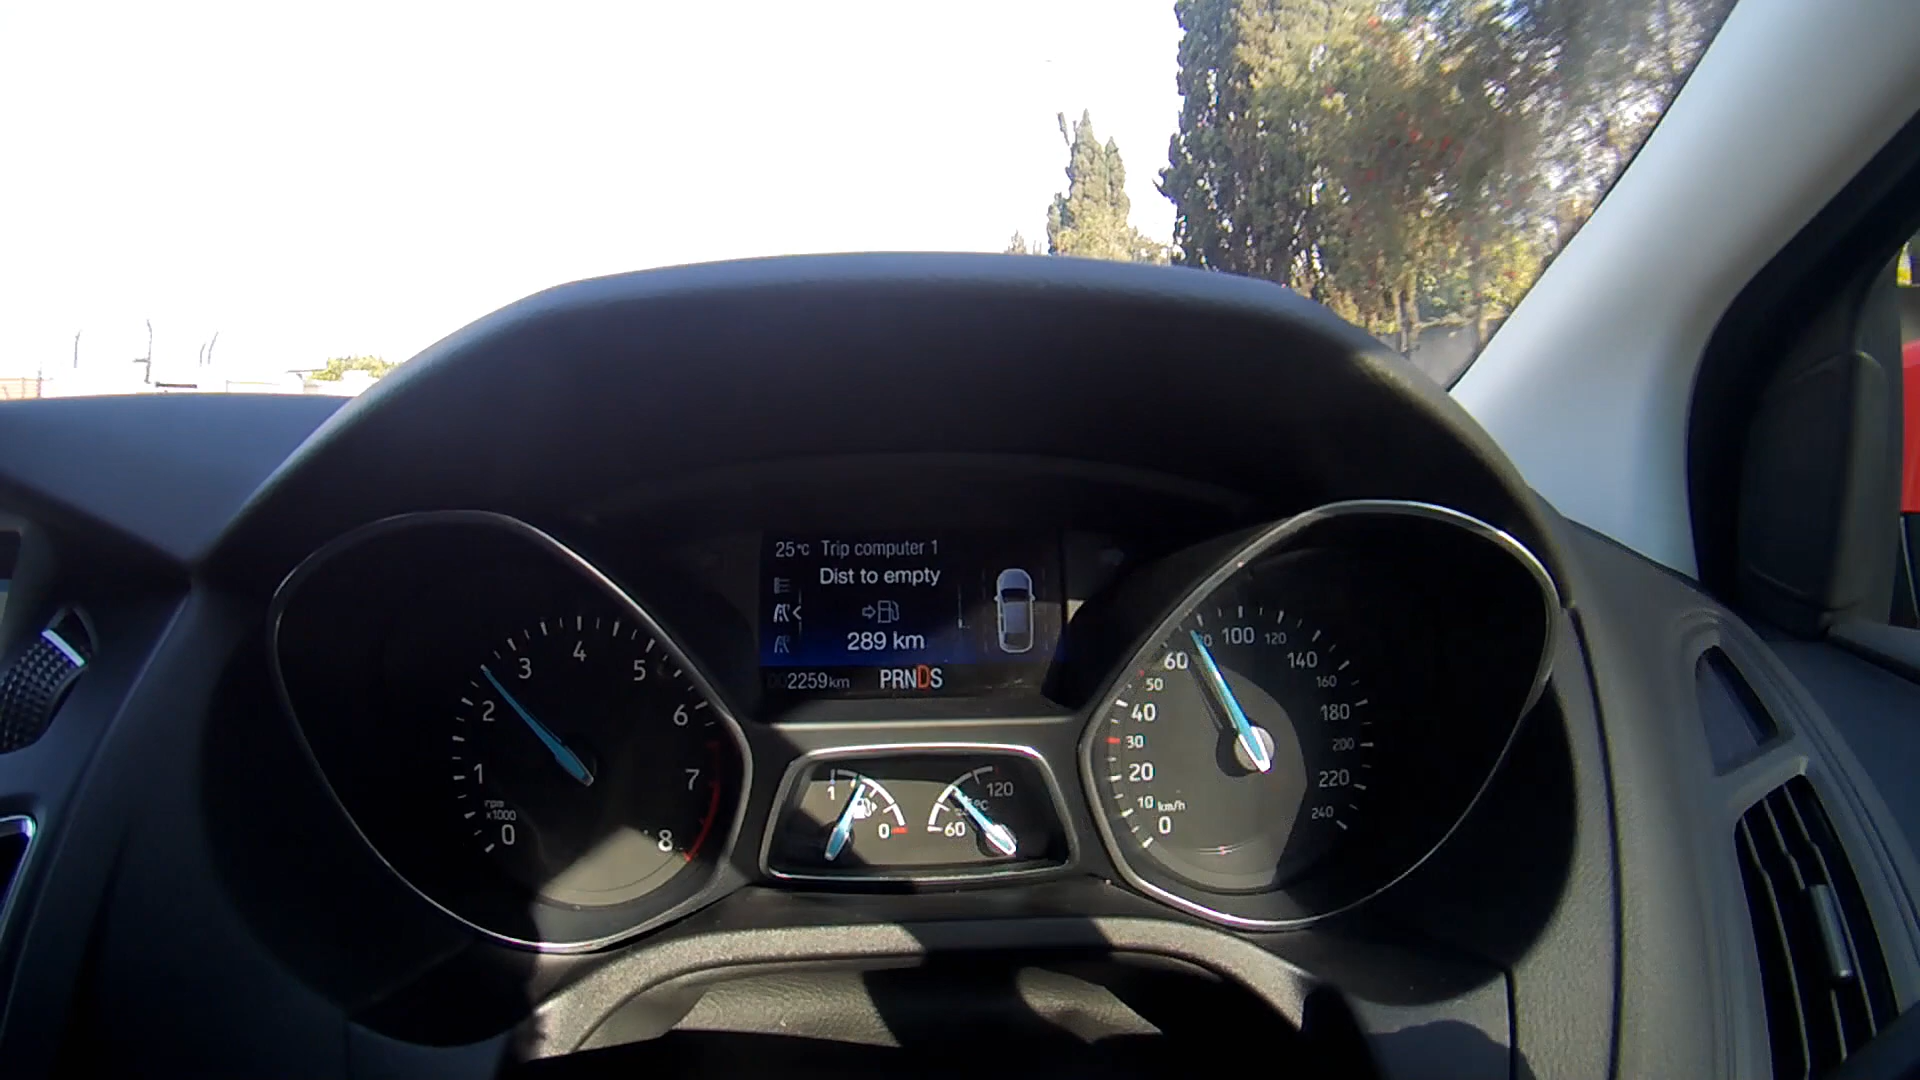 25°C Trip computer 1
Dist to empty
289 km
2259km PRNDS
0 1 2 3 4 5 6 7 8
rpm
x1000
1 0
60 120
°C
0 10 20 30 40 50 60 100 120 140 160 180 200 220 240
km/h